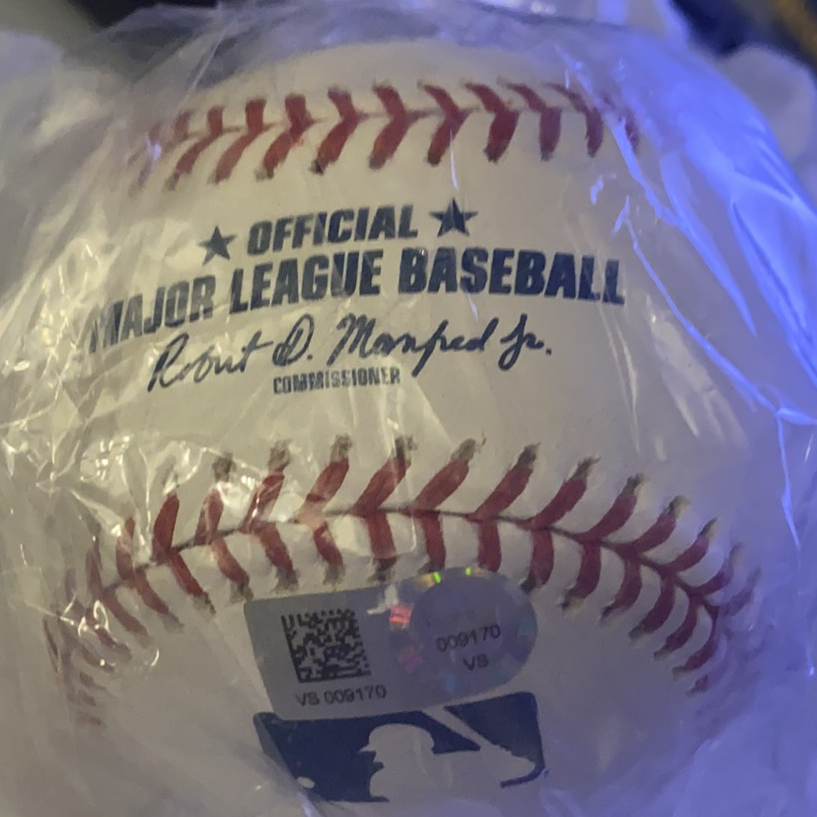 ★ OFFICIAL ★
MAJOR LEAGUE BASEBALL
Robert D. Manfred Jr.
COMMISSIONER
009170
VS
VS 009170